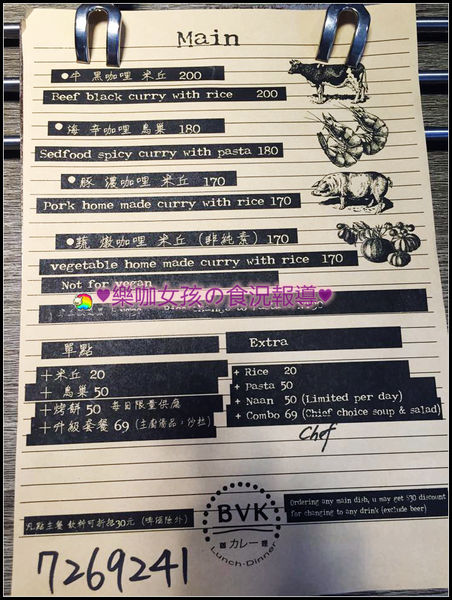 Main
●牛 黑咖哩 米丘 200
Beef black curry with rice 200
●海 辛咖哩 鳥巢 180
Sedfood spicy curry with pasta 180
●豚 濃咖哩 米丘 170
Pork home made curry with rice 170
●蔬 燉咖哩 米丘 (非純素) 170
vegetable home made curry with rice 170
Not for vegan
♥樂咖女孩の食況報導♥
單點
Extra
＋米丘 20
+ Rice 20
＋鳥巢 50
+ Pasta 50
＋烤餅 50 每日限量供應
+ Naan 50 (Limited per day)
＋升級套餐 69 (主廚湯品，沙拉)
+ Combo 69 (Chief choice soup & salad)
Chef
凡點主餐 飲料可折抵30元 (啤酒除外)
BVK
カレー
Lunch·Dinner
Ordering any main dish, u may get $30 discount
for changing to any drink (exclude beer)
7269241